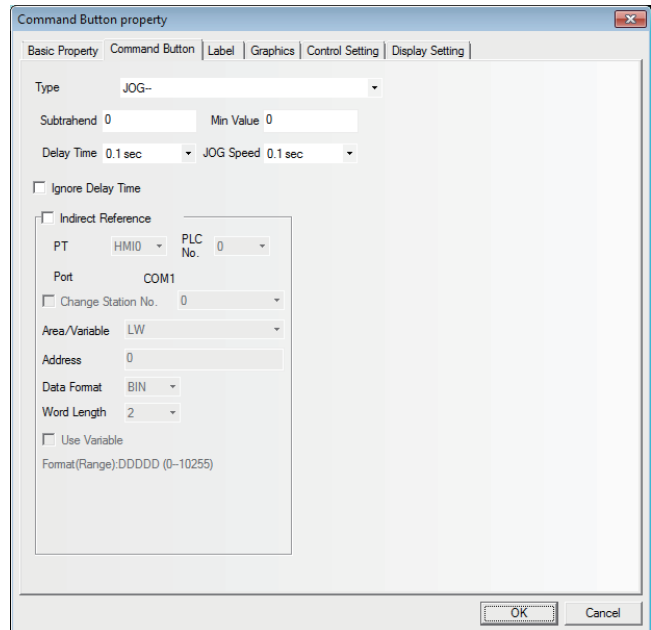 Command Button property
Basic Property Command Button Label Graphics Control Setting Display Setting
Type JOG--
Subtrahend 0 Min Value 0
Delay Time 0.1 sec JOG Speed 0.1 sec
Ignore Delay Time
Indirect Reference
PT HMI0 PLC No. 0
Port COM1
Change Station No. 0
Area/Variable LW
Address 0
Data Format BIN
Word Length 2
Use Variable
Format(Range):DDDDD (0--10255)
OK Cancel